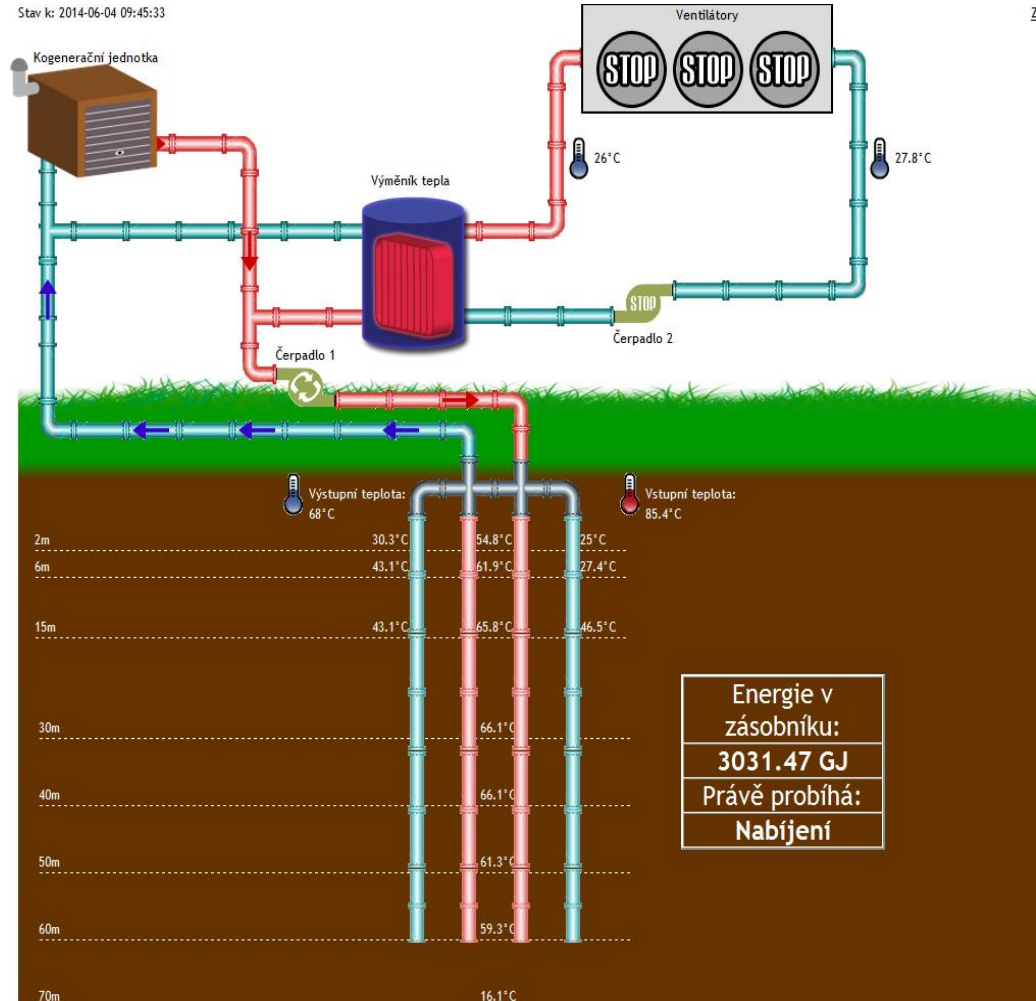 Stav k: 2014-06-04 09:45:33
Z
Ventilátory
STOP STOP STOP
Kogenerační jednotka
26°C
27.8°C
Výměník tepla
STOP
Čerpadlo 2
Čerpadlo 1
Výstupní teplota:
68°C
Vstupní teplota:
85.4°C
2m 30.3°C 54.8°C 25°C
6m 43.1°C 61.9°C 27.4°C
15m 43.1°C 65.8°C 46.5°C
Energie v
zásobníku:
3031.47 GJ
Právě probíhá:
Nabíjení
30m 66.1°C
40m 66.1°C
50m 61.3°C
60m 59.3°C
70m 16.1°C